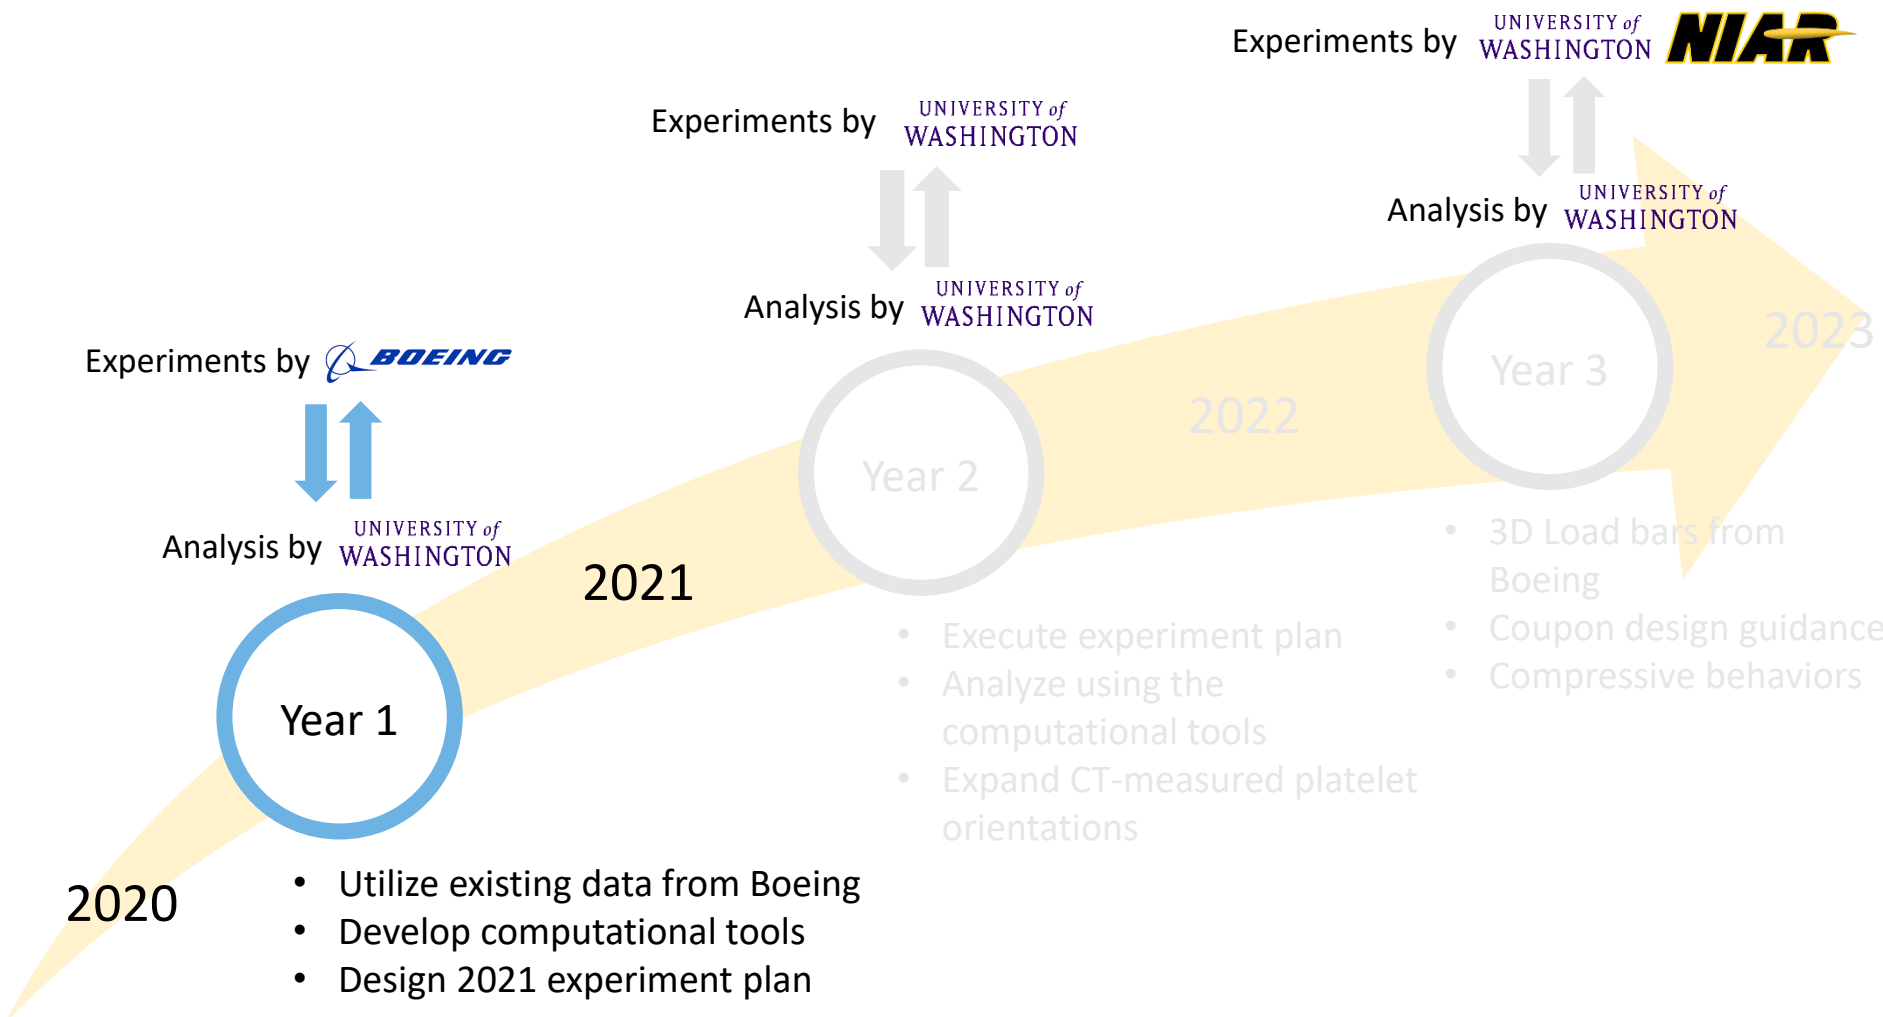 Experiments by UNIVERSITY of WASHINGTON NIAR
Analysis by UNIVERSITY of WASHINGTON
Experiments by UNIVERSITY of WASHINGTON
Analysis by UNIVERSITY of WASHINGTON
Experiments by BOEING
Analysis by UNIVERSITY of WASHINGTON
2020
Year 1
• Utilize existing data from Boeing
• Develop computational tools
• Design 2021 experiment plan
2021
Year 2
• Execute experiment plan
• Analyze using the
computational tools
• Expand CT-measured platelet
orientations
2022
Year 3
• 3D Load bars from
Boeing
• Coupon design guidance
• Compressive behaviors
2023